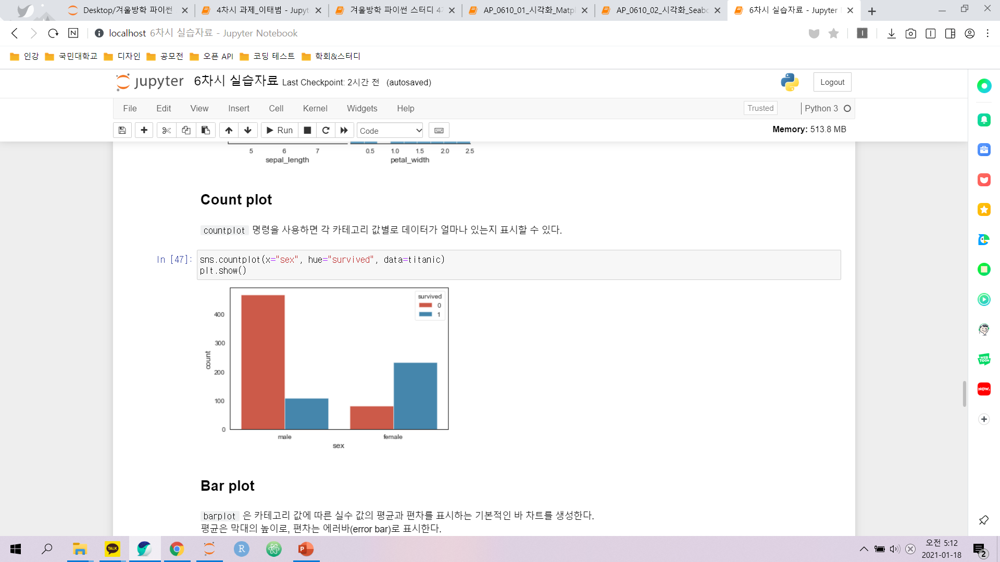 Desktop/겨울방학 파이썬
4차시 과제_이태범 - Jupyt
겨울방학 파이썬 스터디 4
AP_0610_01_시각화_Matp
AP_0610_02_시각화_Seabo
6차시 실습자료 - Jupyter
localhost 6차시 실습자료 - Jupyter Notebook
인강 국민대학교 디자인 공모전 오픈 API 코딩 테스트 학회&스터디
jupyter 6차시 실습자료 Last Checkpoint: 2시간 전 (autosaved)
Logout
File Edit View Insert Cell Kernel Widgets Help
Trusted
Python 3
Run
Code
Memory: 513.8 MB
5 6 7 0.5 1.0 1.5 2.0 2.5
sepal_length petal_width
Count plot
countplot 명령을 사용하면 각 카테고리 값별로 데이터가 얼마나 있는지 표시할 수 있다.
In [47]:
sns.countplot(x="sex", hue="survived", data=titanic)
plt.show()
survived
0
1
400
300
200
100
0
count
male female
sex
Bar plot
barplot 은 카테고리 값에 따른 실수 값의 평균과 편차를 표시하는 기본적인 바 차트를 생성한다.
평균은 막대의 높이로, 편차는 에러바(error bar)로 표시한다.
WEB
TOON
NOW.
TALK
R
P
오전 5:12
2021-01-18
2